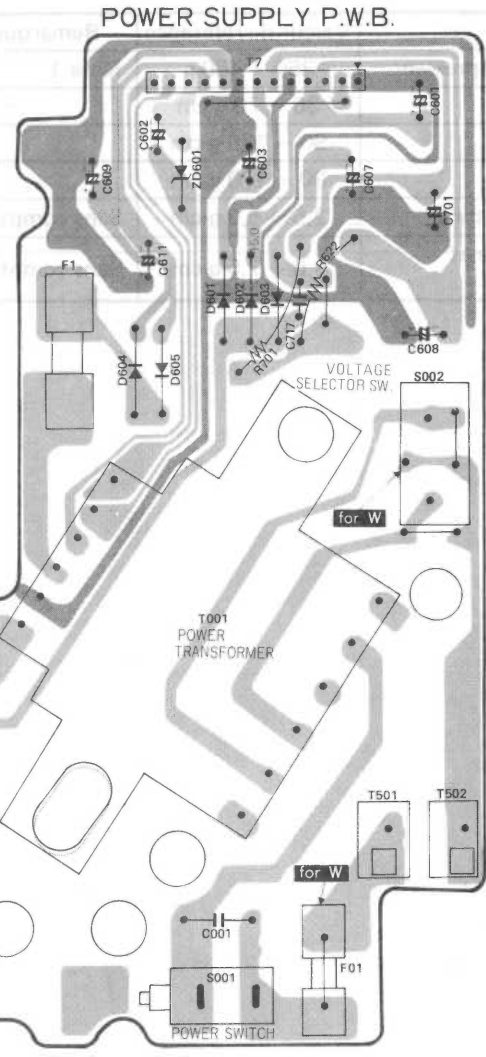 POWER SUPPLY P.W.B.
T7
C601
C602
ZD601
C603
C607
C609
C701
C611
F1
D601
D602
D603
R622
C717
R701
C608
D604
D605
VOLTAGE
SELECTOR SW.
S002
for W
T001
POWER
TRANSFORMER
T501
T502
for W
C001
F01
S001
POWER SWITCH